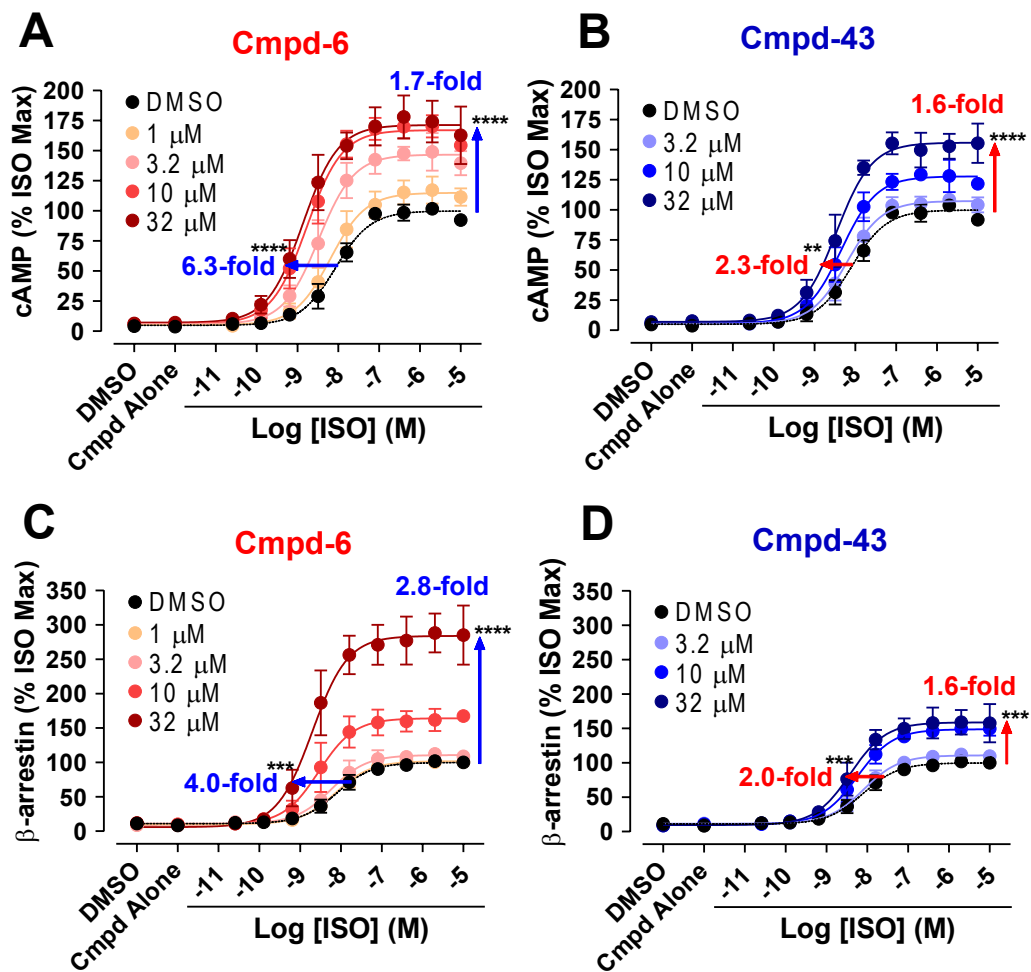 A
Cmpd-6
cAMP (% ISO Max)
200
175
150
125
100
75
50
25
0
DMSO
1 μM
3.2 μM
10 μM
32 μM
1.7-fold
****
****
6.3-fold
DMSO
Cmpd Alone
-11
-10
-9
-8
-7
-6
-5
Log [ISO] (M)
B
Cmpd-43
cAMP (% ISO Max)
200
175
150
125
100
75
50
25
0
DMSO
3.2 μM
10 μM
32 μM
1.6-fold
****
**
2.3-fold
DMSO
Cmpd Alone
-11
-10
-9
-8
-7
-6
-5
Log [ISO] (M)
C
Cmpd-6
β-arrestin (% ISO Max)
350
300
250
200
150
100
50
0
DMSO
1 μM
3.2 μM
10 μM
32 μM
2.8-fold
****
***
4.0-fold
DMSO
Cmpd Alone
-11
-10
-9
-8
-7
-6
-5
Log [ISO] (M)
D
Cmpd-43
β-arrestin (% ISO Max)
350
300
250
200
150
100
50
0
DMSO
3.2 μM
10 μM
32 μM
1.6-fold
***
***
2.0-fold
DMSO
Cmpd Alone
-11
-10
-9
-8
-7
-6
-5
Log [ISO] (M)